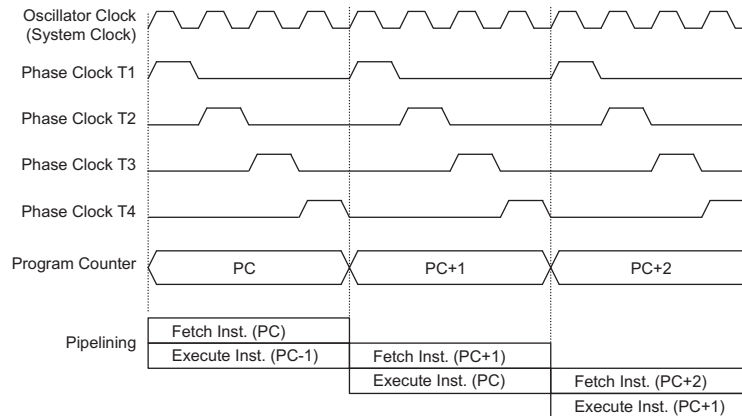 Oscillator Clock
(System Clock)
Phase Clock T1
Phase Clock T2
Phase Clock T3
Phase Clock T4
Program Counter
PC
PC+1
PC+2
Pipelining
Fetch Inst. (PC)
Execute Inst. (PC-1)
Fetch Inst. (PC+1)
Execute Inst. (PC)
Fetch Inst. (PC+2)
Execute Inst. (PC+1)